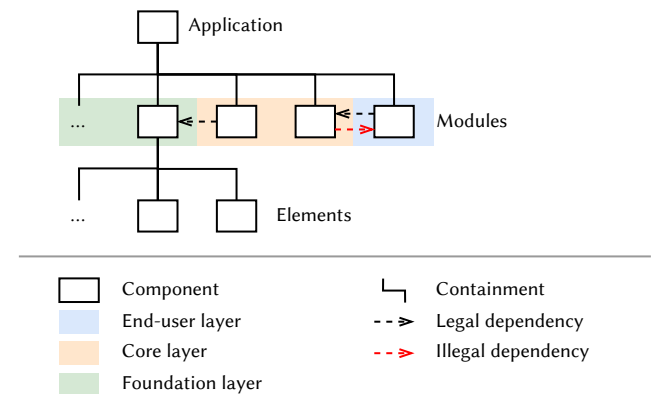 Application
... Modules
... Elements
Component
Containment
End-user layer
Legal dependency
Core layer
Illegal dependency
Foundation layer